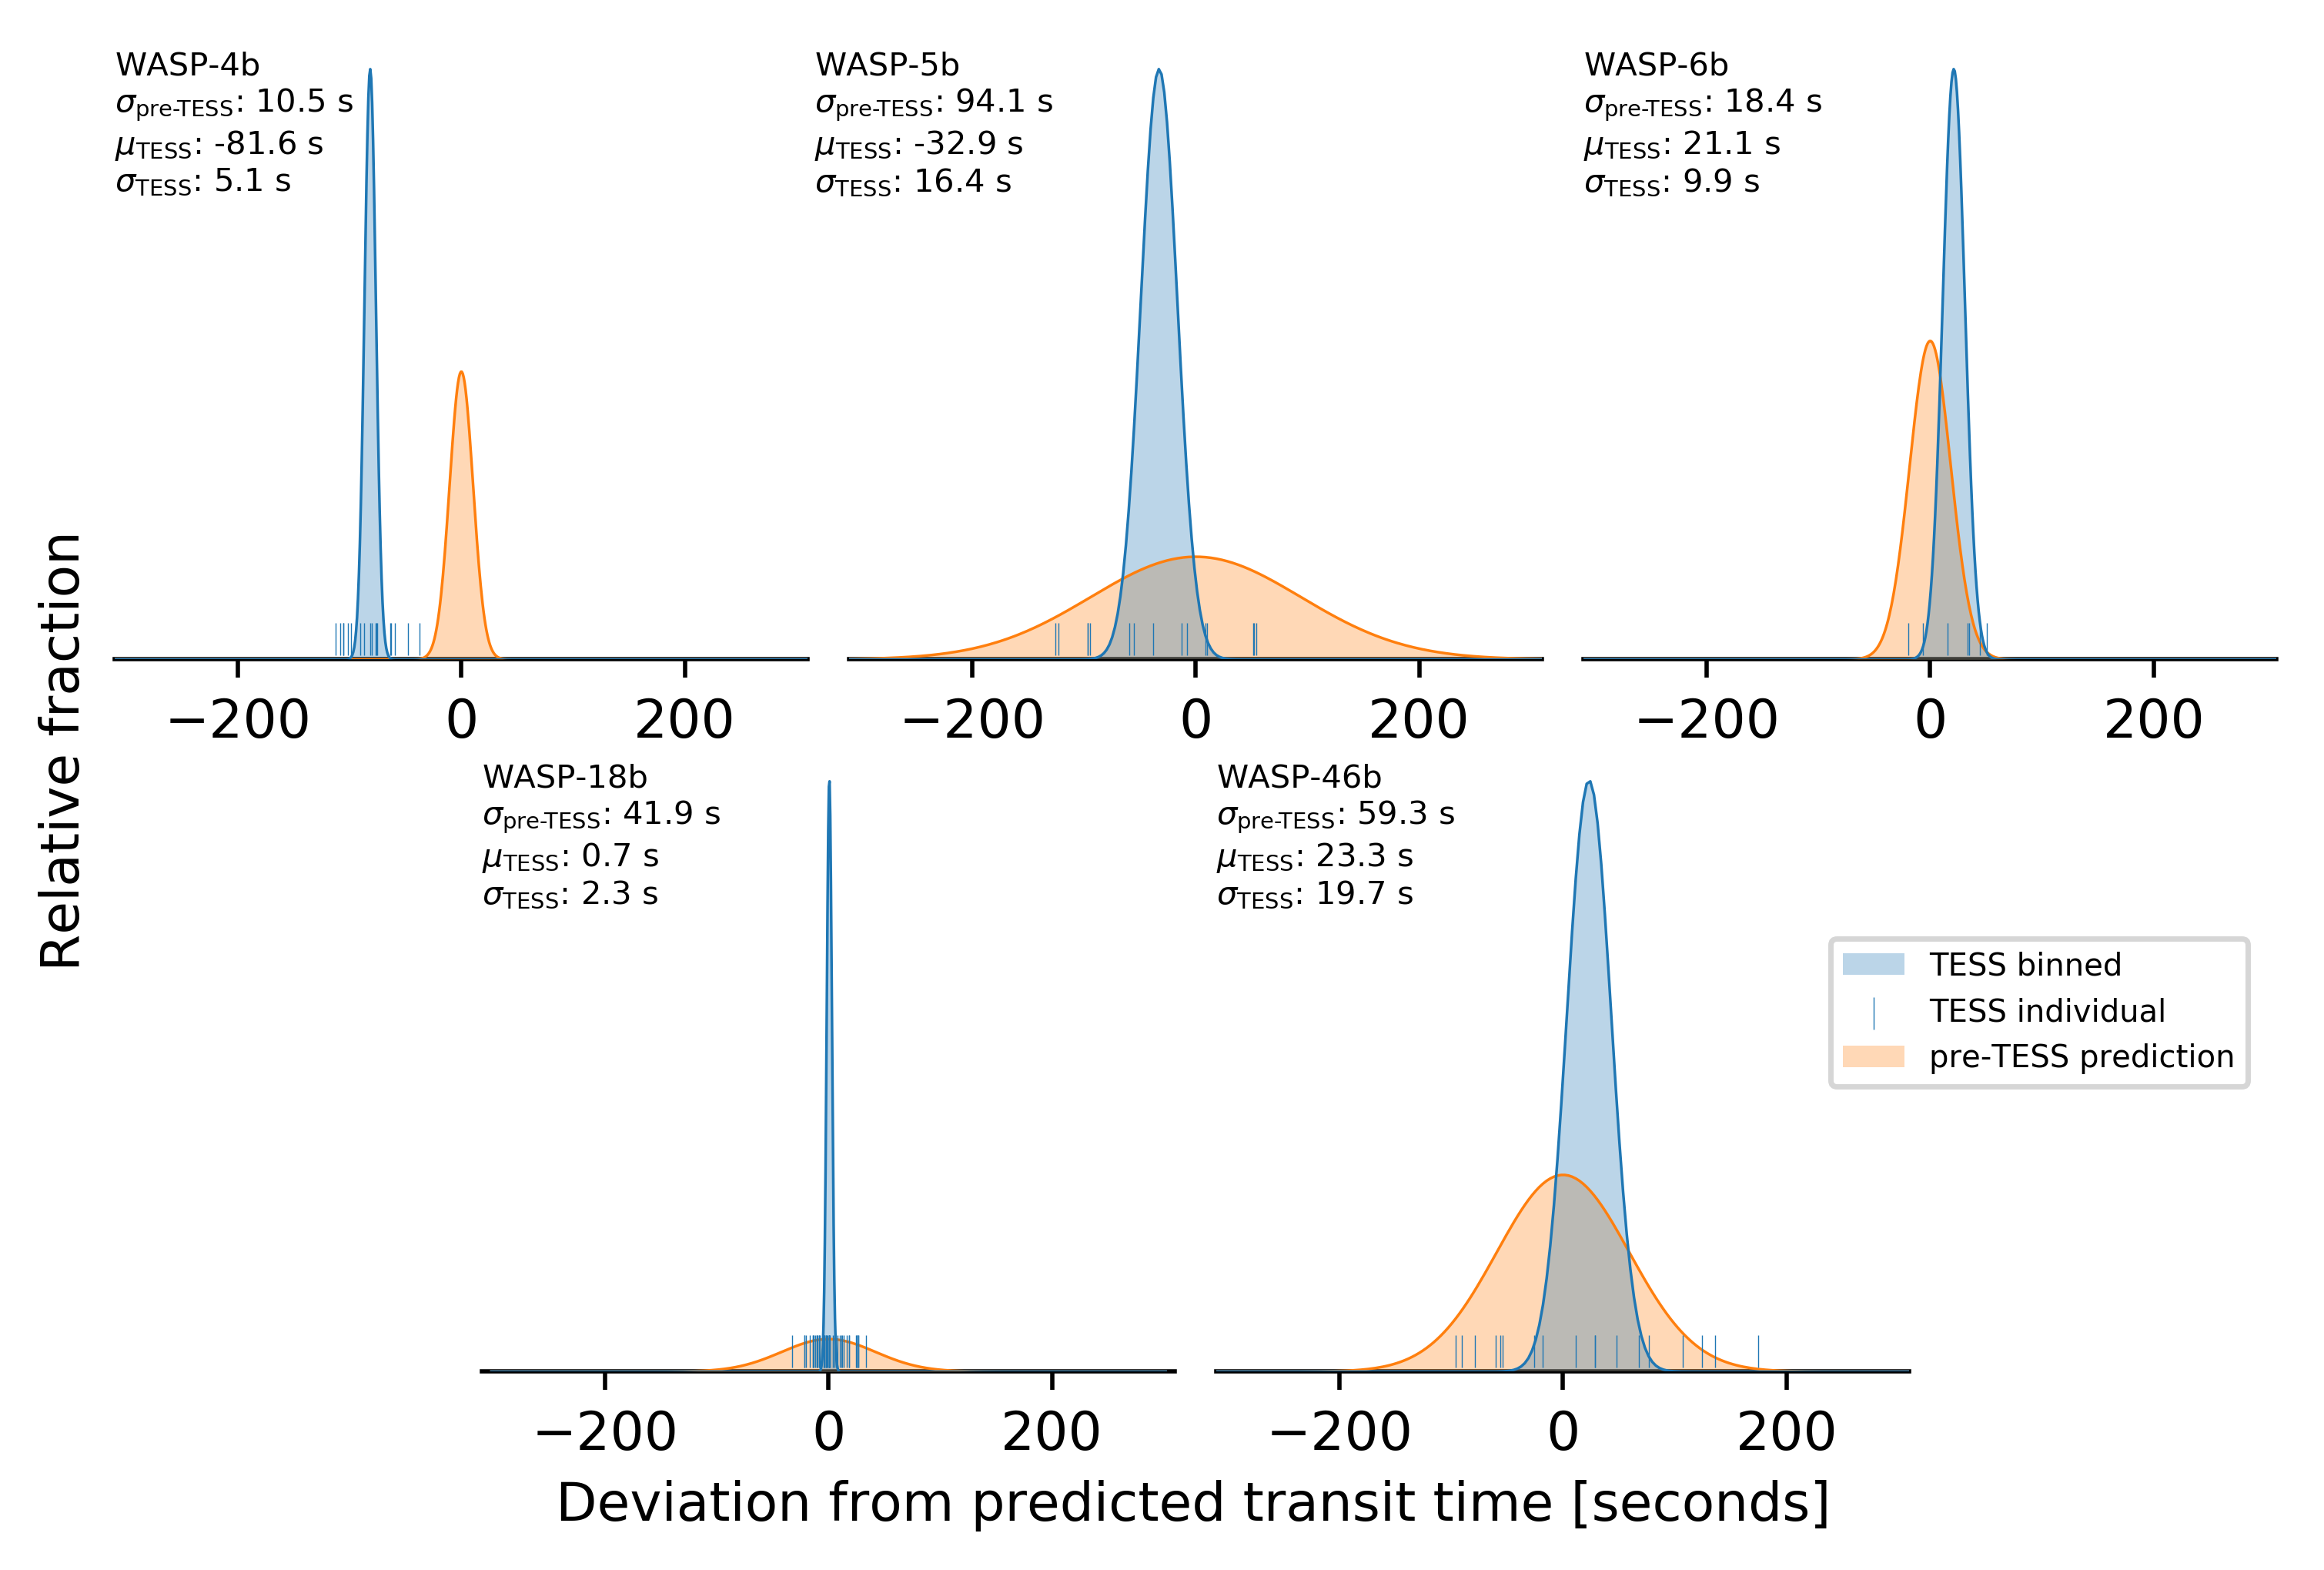 WASP-4b
σpre-TESS: 10.5 s
μTESS: -81.6 s
σTESS: 5.1 s
WASP-5b
σpre-TESS: 94.1 s
μTESS: -32.9 s
σTESS: 16.4 s
WASP-6b
σpre-TESS: 18.4 s
μTESS: 21.1 s
σTESS: 9.9 s
−200 0 200
−200 0 200
−200 0 200
Relative fraction
WASP-18b
σpre-TESS: 41.9 s
μTESS: 0.7 s
σTESS: 2.3 s
WASP-46b
σpre-TESS: 59.3 s
μTESS: 23.3 s
σTESS: 19.7 s
TESS binned
TESS individual
pre-TESS prediction
−200 0 200
−200 0 200
Deviation from predicted transit time [seconds]